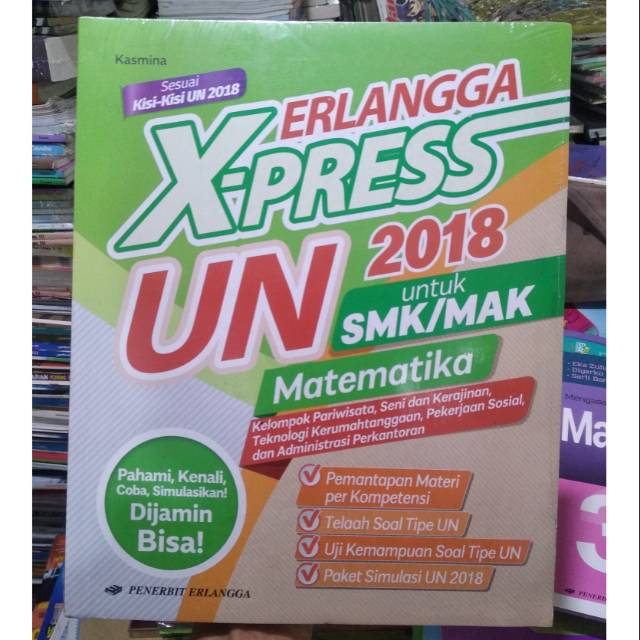 Kasmina
Sesuai
Kisi-Kisi UN 2018
ERLANGGA
X-PRESS
UN 2018
untuk
SMK/MAK
Matematika
Kelompok Pariwisata, Seni dan Kerajinan,
Teknologi Kerumahtanggaan, Pekerjaan Sosial,
dan Administrasi Perkantoran
Pahami, Kenali,
Coba, Simulasikan!
Dijamin
Bisa!
Pemantapan Materi
per Kompetensi
Telaah Soal Tipe UN
Uji Kemampuan Soal Tipe UN
Paket Simulasi UN 2018
PENERBIT ERLANGGA
Ma
3